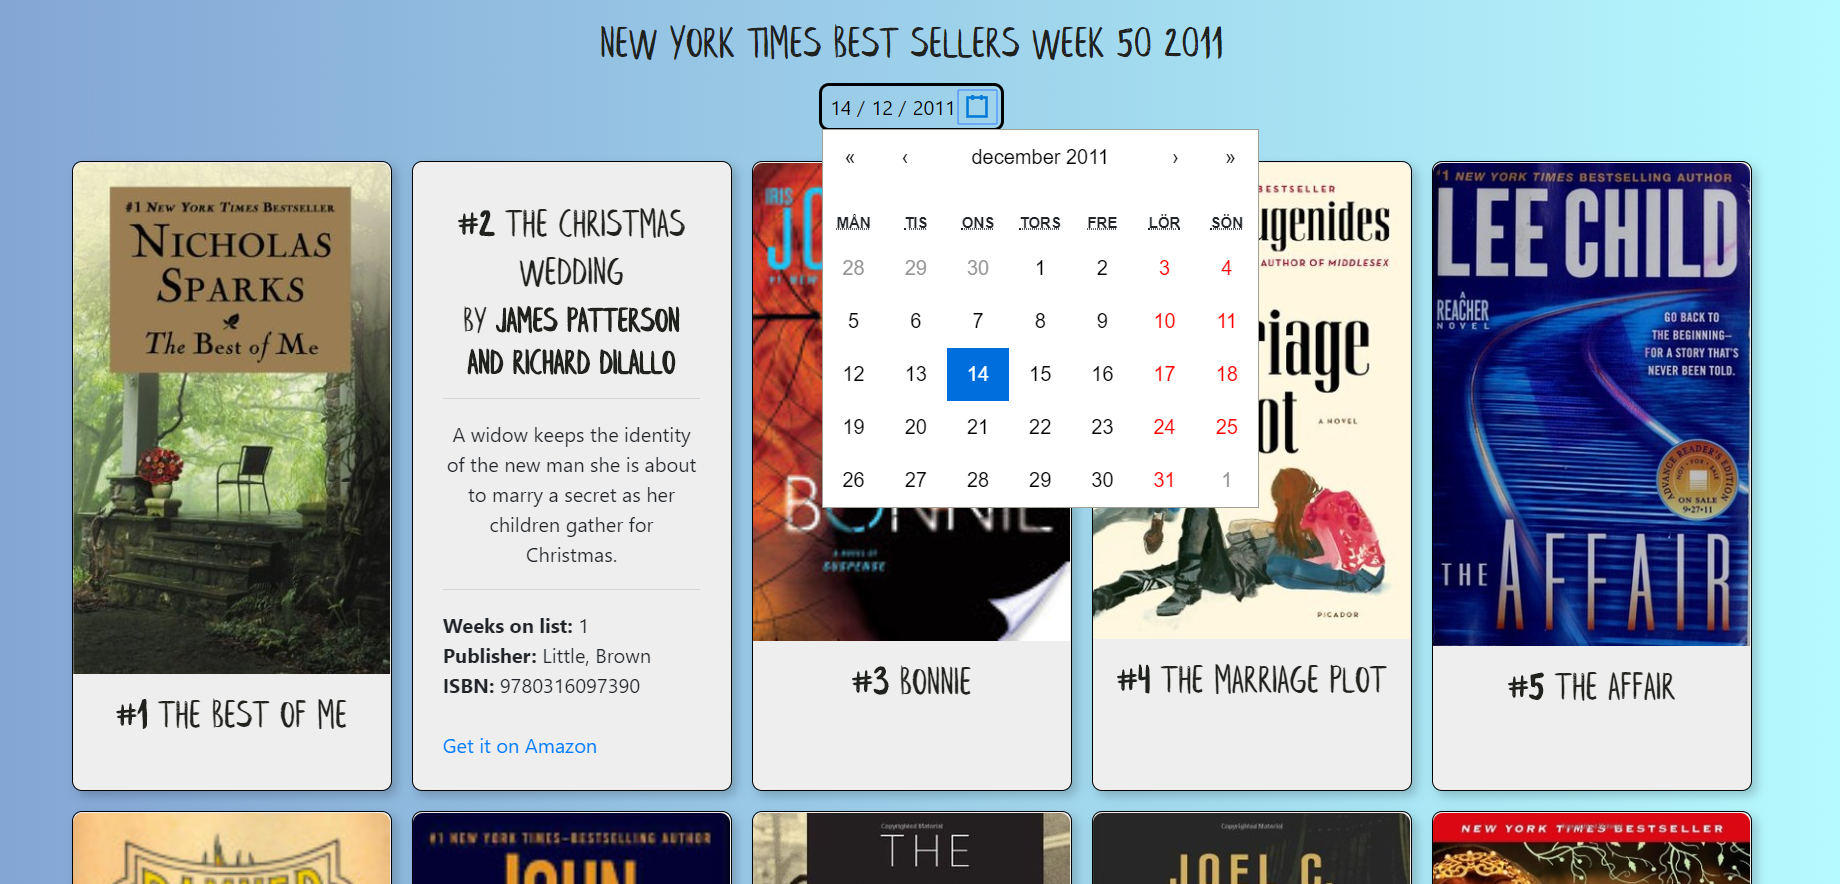 NEW YORK TIMES BEST SELLERS WEEK 50 2011
14 / 12 / 2011
« ‹ december 2011 › »
MÅN TIS ONS TORS FRE LÖR SÖN
28 29 30 1 2 3 4
5 6 7 8 9 10 11
12 13 14 15 16 17 18
19 20 21 22 23 24 25
26 27 28 29 30 31 1
#1 NEW YORK TIMES BESTSELLER
NICHOLAS
SPARKS
The Best of Me
#1 THE BEST OF ME
#2 THE CHRISTMAS
WEDDING
BY JAMES PATTERSON
AND RICHARD DILALLO
A widow keeps the identity
of the new man she is about
to marry a secret as her
children gather for
Christmas.
Weeks on list: 1
Publisher: Little, Brown
ISBN: 9780316097390
Get it on Amazon
IRIS
JO
#1 NEW
BONNIE
A NOVEL OF
SUSPENSE
#3 BONNIE
BESTSELLER
ugenides
AUTHOR OF MIDDLESEX
riage
ot
A NOVEL
PICADOR
#4 THE MARRIAGE PLOT
#1 NEW YORK TIMES BESTSELLING AUTHOR
LEE CHILD
A
REACHER
NOVEL
GO BACK TO
THE BEGINNING—
FOR A STORY THAT'S
NEVER BEEN TOLD.
ADVANCE READER'S EDITION
NOT FOR SALE
ON SALE
9•27•11
THE AFFAIR
#5 THE AFFAIR
#1 NEW YORK TIMES–BESTSELLING AUTHOR
JOHN
Copyrighted Material
THE
Copyrighted Material
JOEL C.
NEW YORK TIMES BESTSELLER